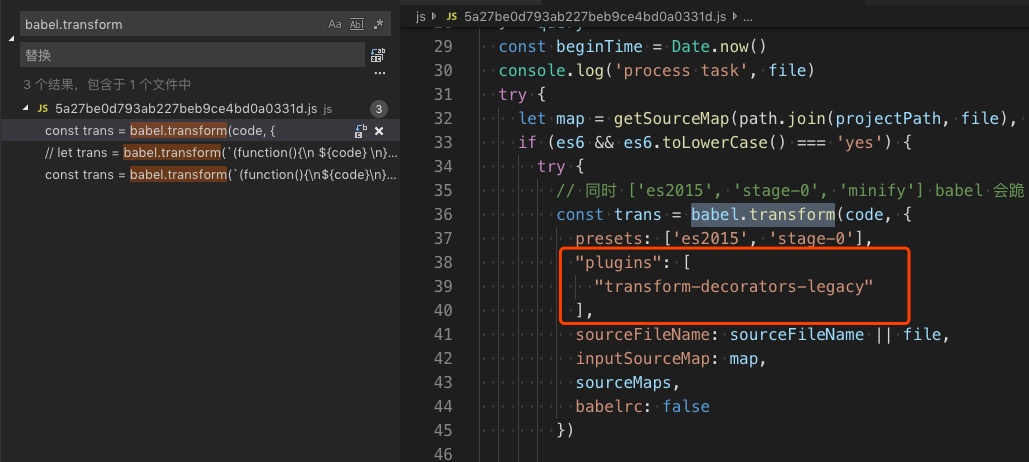 babel.transform
Aa Abl .*
替换
3 个结果，包含于 1 个文件中
JS 5a27be0d793ab227beb9ce4bd0a0331d.js js 3
const trans = babel.transform(code, {
// let trans = babel.transform(`(function(){\n ${code} \n}...
const trans = babel.transform(`(function(){\n${code}\n}...
js › JS 5a27be0d793ab227beb9ce4bd0a0331d.js › ...
29 const beginTime = Date.now()
30 console.log('process task', file)
31 try {
32 let map = getSourceMap(path.join(projectPath, file),
33 if (es6 && es6.toLowerCase() === 'yes') {
34 try {
35 // 同时 ['es2015', 'stage-0', 'minify'] babel 会跪
36 const trans = babel.transform(code, {
37 presets: ['es2015', 'stage-0'],
38 "plugins": [
39 "transform-decorators-legacy"
40 ],
41 sourceFileName: sourceFileName || file,
42 inputSourceMap: map,
43 sourceMaps,
44 babelrc: false
45 })
46